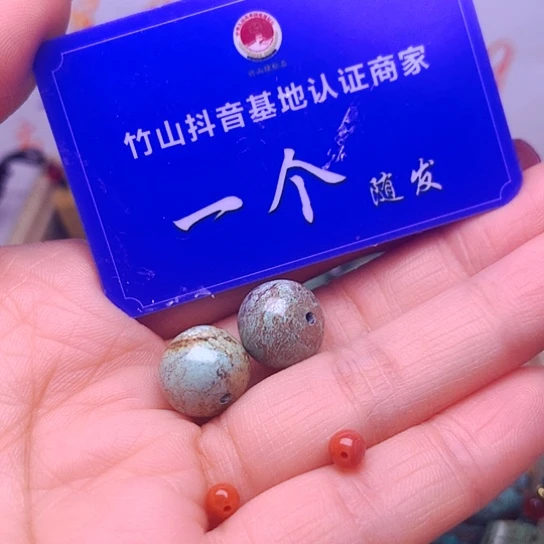 竹山抖音基地认证商家
一个 随发